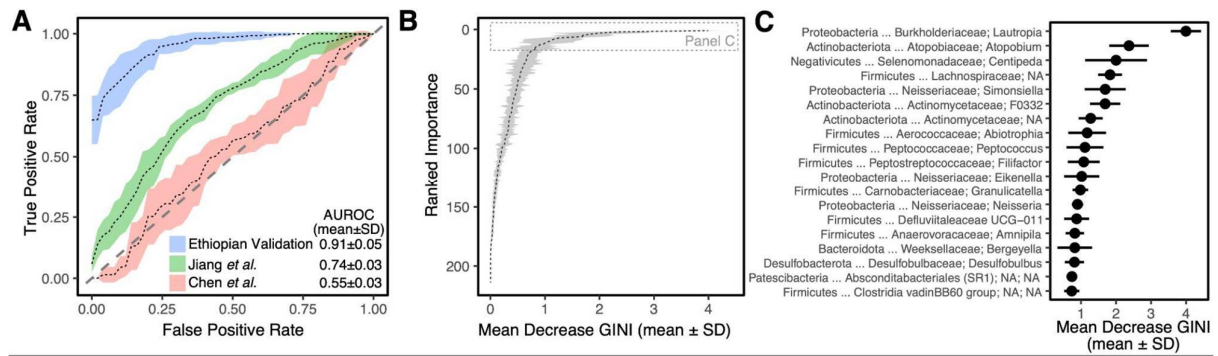 A
1.00
0.75
0.50
0.25
0.00
True Positive Rate
AUROC
(mean±SD)
Ethiopian Validation 0.91±0.05
Jiang et al. 0.74±0.03
Chen et al. 0.55±0.03
0.00 0.25 0.50 0.75 1.00
False Positive Rate
B
0
50
100
150
200
Ranked Importance
Panel C
0 1 2 3 4
Mean Decrease GINI (mean ± SD)
C
Proteobacteria ... Burkholderiaceae; Lautropia
Actinobacteriota ... Atopobiaceae; Atopobium
Negativicutes ... Selenomonadaceae; Centipeda
Firmicutes ... Lachnospiraceae; NA
Proteobacteria ... Neisseriaceae; Simonsiella
Actinobacteriota ... Actinomycetaceae; F0332
Actinobacteriota ... Actinomycetaceae; NA
Firmicutes ... Aerococcaceae; Abiotrophia
Firmicutes ... Peptococcaceae; Peptococcus
Firmicutes ... Peptostreptococcaceae; Filifactor
Proteobacteria ... Neisseriaceae; Eikenella
Firmicutes ... Carnobacteriaceae; Granulicatella
Proteobacteria ... Neisseriaceae; Neisseria
Firmicutes ... Defluviitaleaceae UCG−011
Firmicutes ... Anaerovoracaceae; Amnipila
Bacteroidota ... Weeksellaceae; Bergeyella
Desulfobacterota ... Desulfobulbaceae; Desulfobulbus
Patescibacteria ... Absconditabacteriales (SR1); NA; NA
Firmicutes ... Clostridia vadinBB60 group; NA; NA
1 2 3 4
Mean Decrease GINI
(mean ± SD)